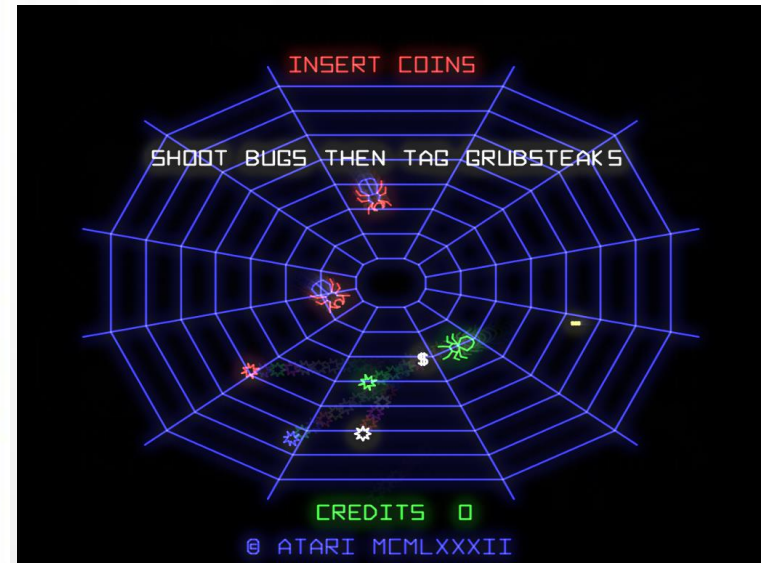 INSERT COINS
SHOOT BUGS THEN TAG GRUBSTEAKS
$
CREDITS 0
© ATARI MCMLXXXII